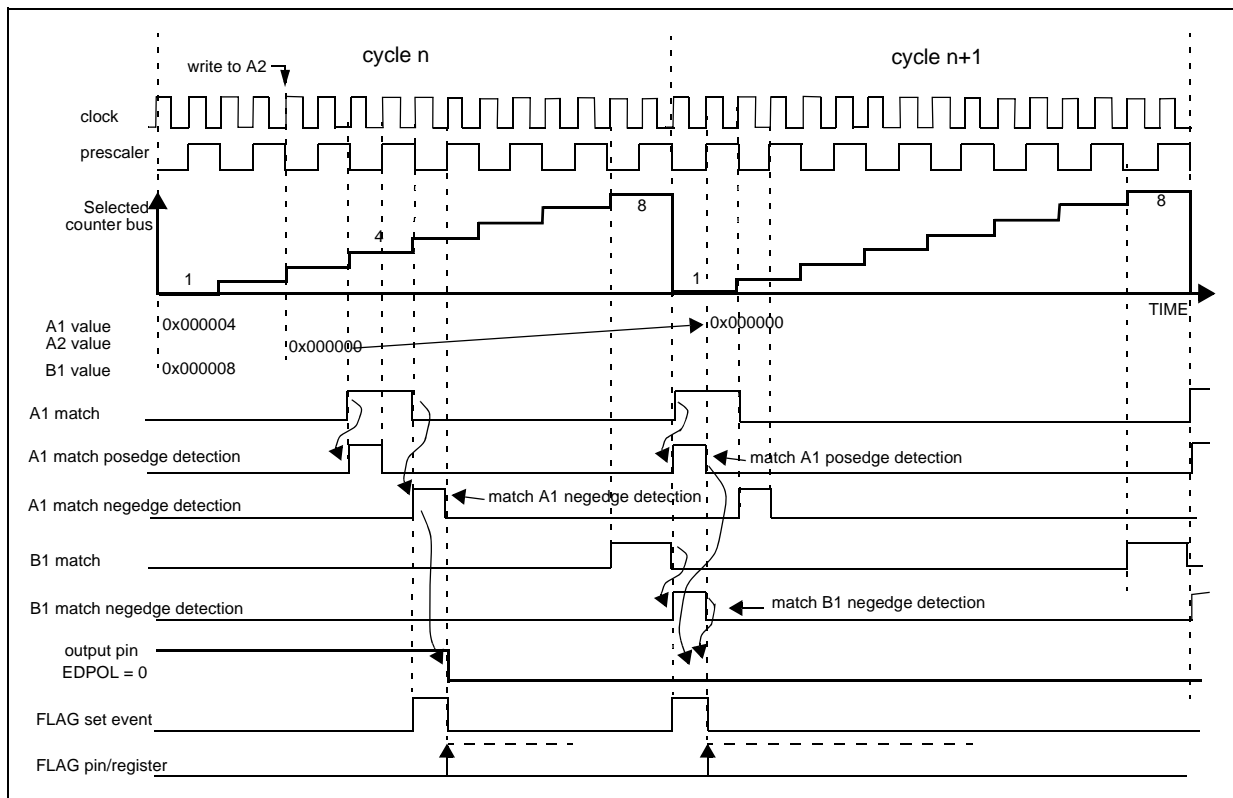 cycle n
cycle n+1
write to A2
clock
prescaler
Selected
counter bus
1
4
8
1
8
TIME
A1 value
0x000004
0x000000
A2 value
0x000000
B1 value
0x000008
A1 match
A1 match posedge detection
match A1 posedge detection
A1 match negedge detection
match A1 negedge detection
B1 match
B1 match negedge detection
match B1 negedge detection
output pin
EDPOL = 0
FLAG set event
FLAG pin/register